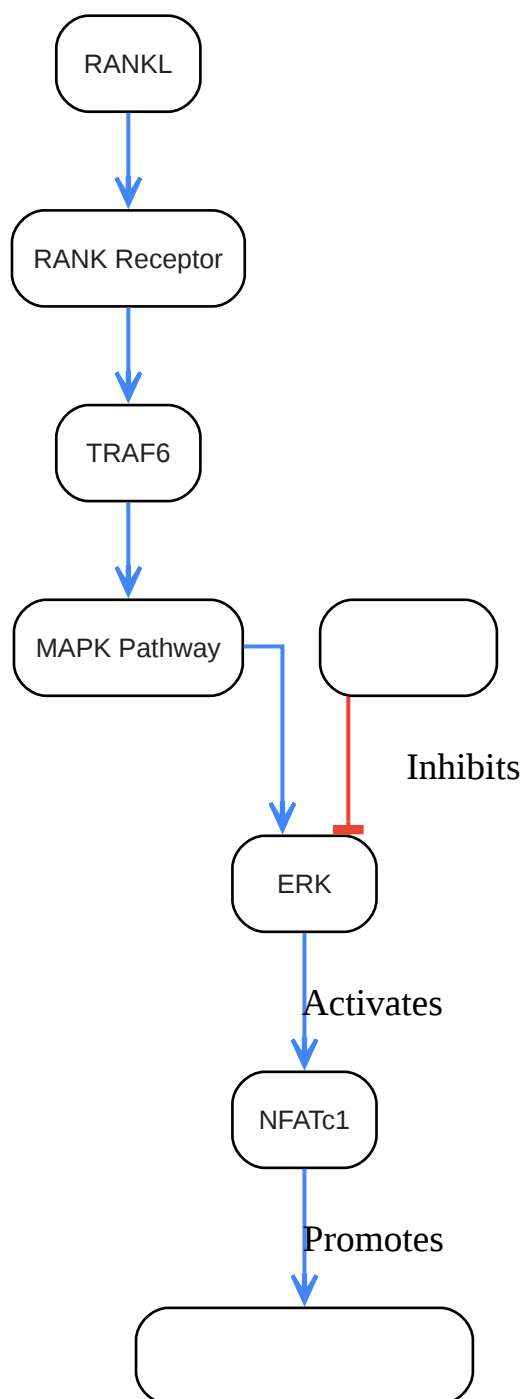 RANKL
RANK Receptor
TRAF6
MAPK Pathway
Inhibits
ERK
Activates
NFATc1
Promotes